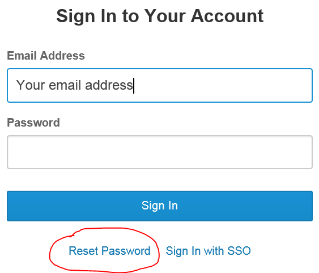 Sign In to Your Account
Email Address
Your email address
Password
Sign In
Reset Password Sign In with SSO